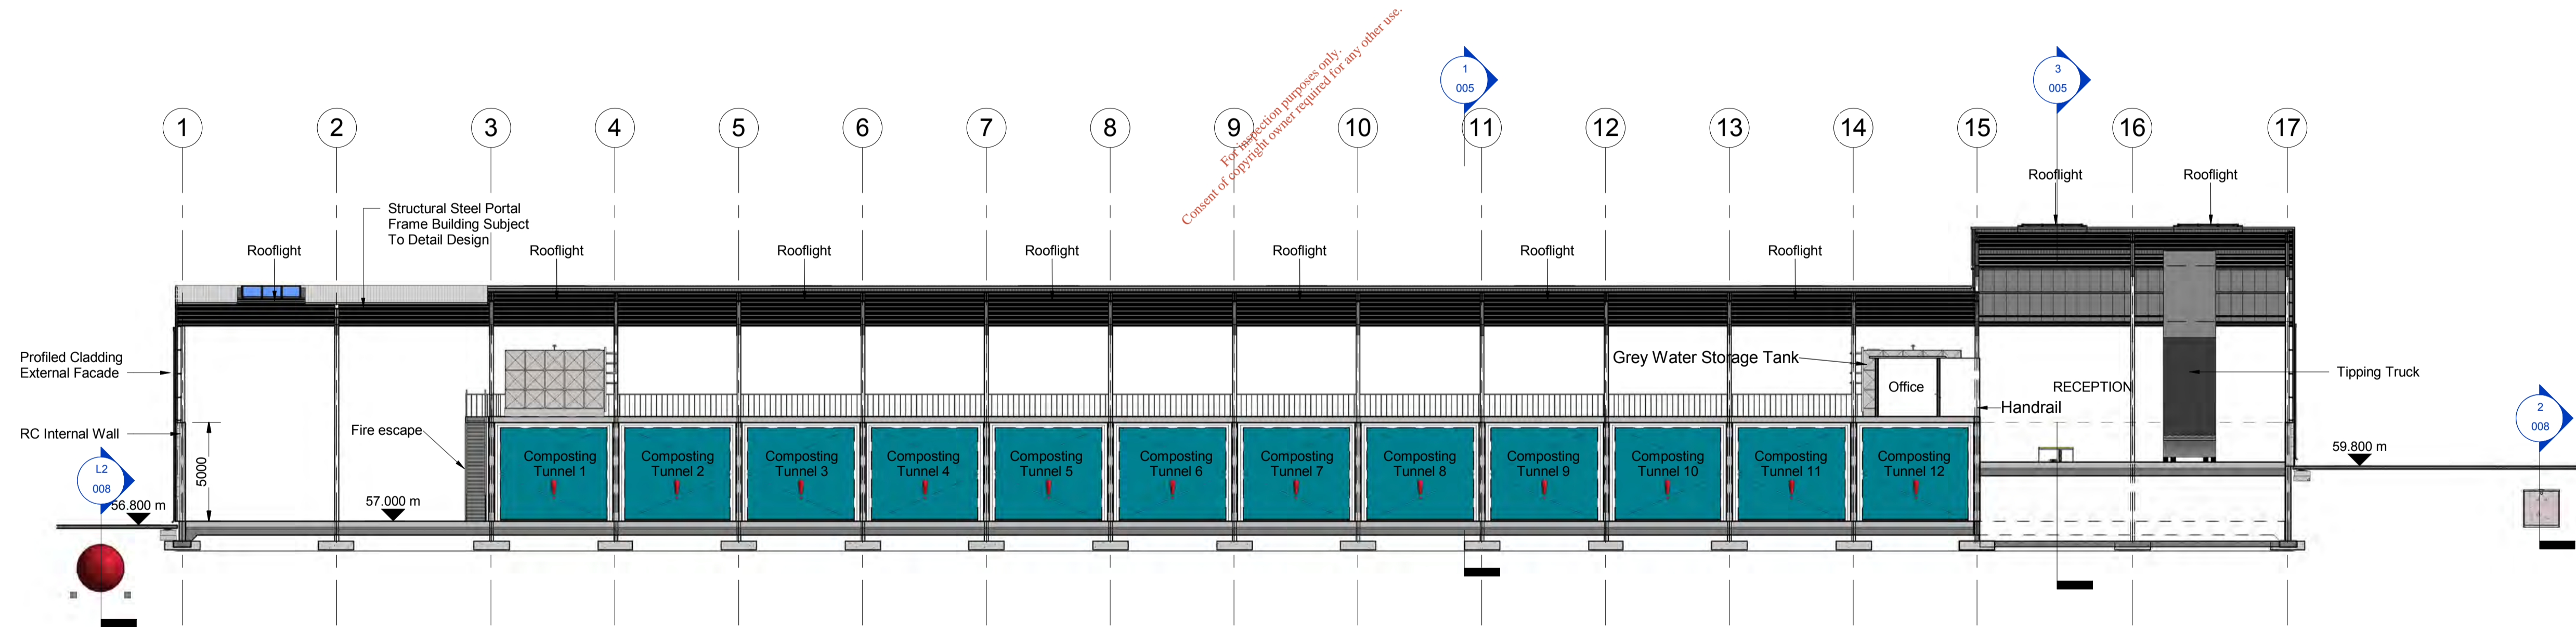 For inspection purposes only.
Consent of copyright owner required for any other use.
1
005
3
005
1
2
3
4
5
6
7
8
9
10
11
12
13
14
15
16
17
Rooflight
Rooflight
Structural Steel Portal
Frame Building Subject
To Detail Design
Rooflight
Rooflight
Rooflight
Rooflight
Rooflight
Rooflight
Rooflight
Profiled Cladding
External Facade
Grey Water Storage Tank
Office
RECEPTION
Tipping Truck
Handrail
2
008
RC Internal Wall
Fire escape
5000
L2
008
56.800 m
57.000 m
59.800 m
Composting
Tunnel 1
Composting
Tunnel 2
Composting
Tunnel 3
Composting
Tunnel 4
Composting
Tunnel 5
Composting
Tunnel 6
Composting
Tunnel 7
Composting
Tunnel 8
Composting
Tunnel 9
Composting
Tunnel 10
Composting
Tunnel 11
Composting
Tunnel 12